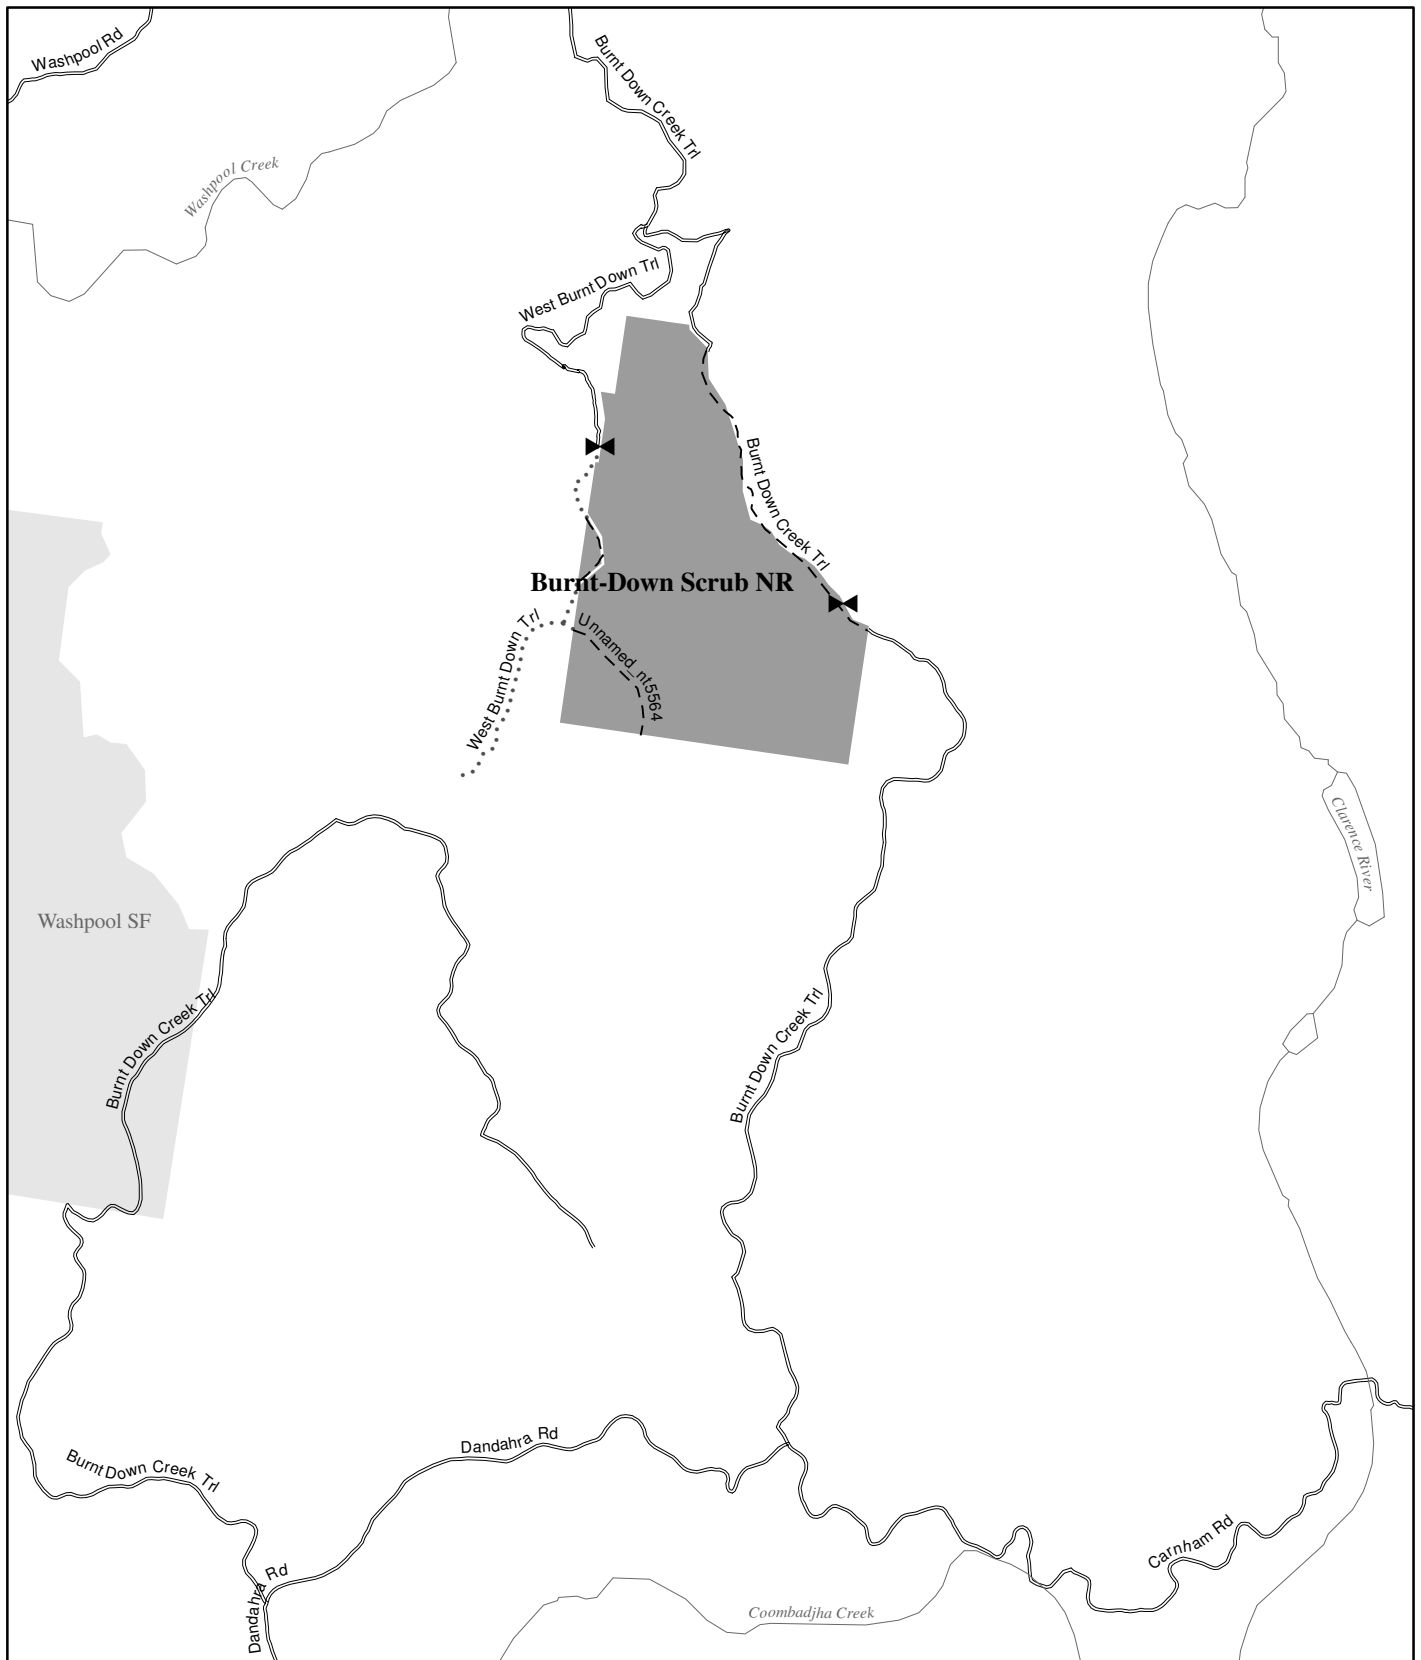 Washpool Rd
Burnt Down Creek Trl
Washpool Creek
West Burnt Down Trl
Burnt Down Creek Trl
Burnt-Down Scrub NR
Unnamed_nt5564
West Burnt Down Trl
Clarence River
Washpool SF
Burnt Down Creek Trl
Burnt Down Creek Trl
Dandahra Rd
Burnt Down Creek Trl
Carnham Rd
Dandahra Rd
Coombadjha Creek